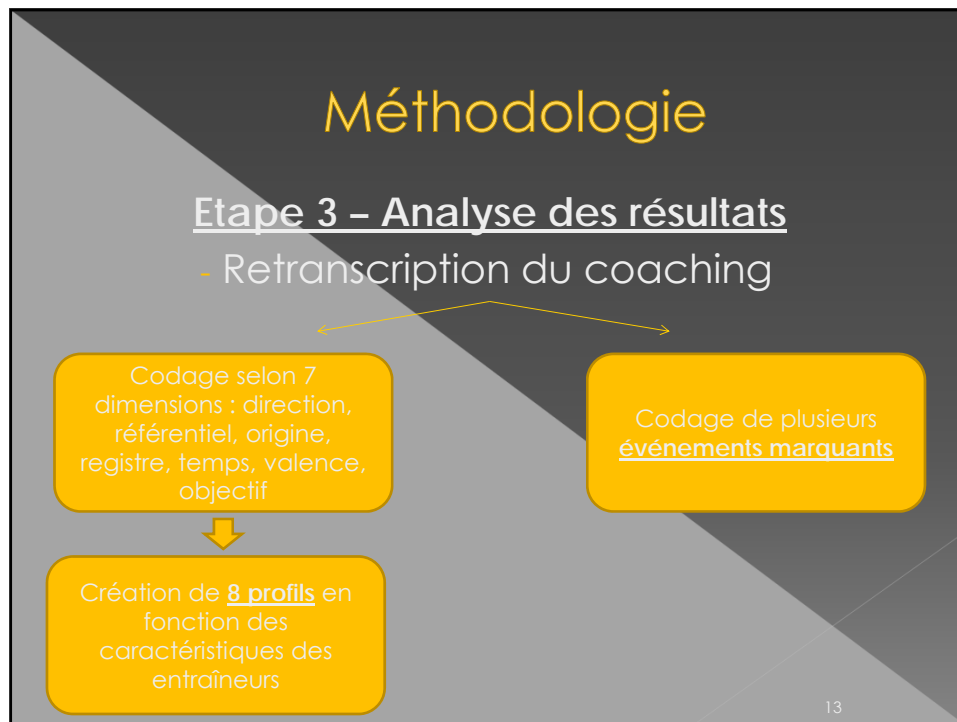 Méthodologie
Etape 3 – Analyse des résultats
- Retranscription du coaching
Codage selon 7
dimensions : direction,
référentiel, origine,
registre, temps, valence,
objectif
Codage de plusieurs
événements marquants
Création de 8 profils en
fonction des
caractéristiques des
entraîneurs
13